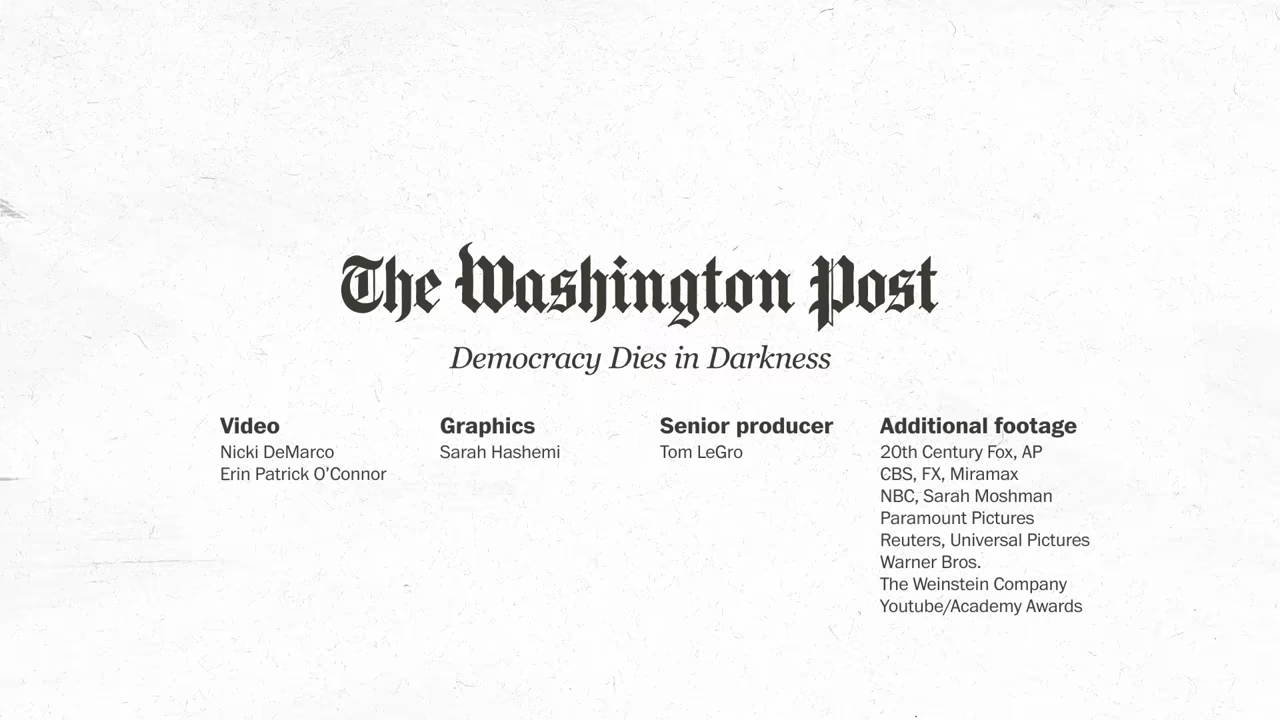 The Washington Post
Democracy Dies in Darkness
Video
Nicki DeMarco
Erin Patrick O'Connor
Graphics
Sarah Hashemi
Senior producer
Tom LeGro
Additional footage
20th Century Fox, AP
CBS, FX, Miramax
NBC, Sarah Moshman
Paramount Pictures
Reuters, Universal Pictures
Warner Bros.
The Weinstein Company
Youtube/Academy Awards